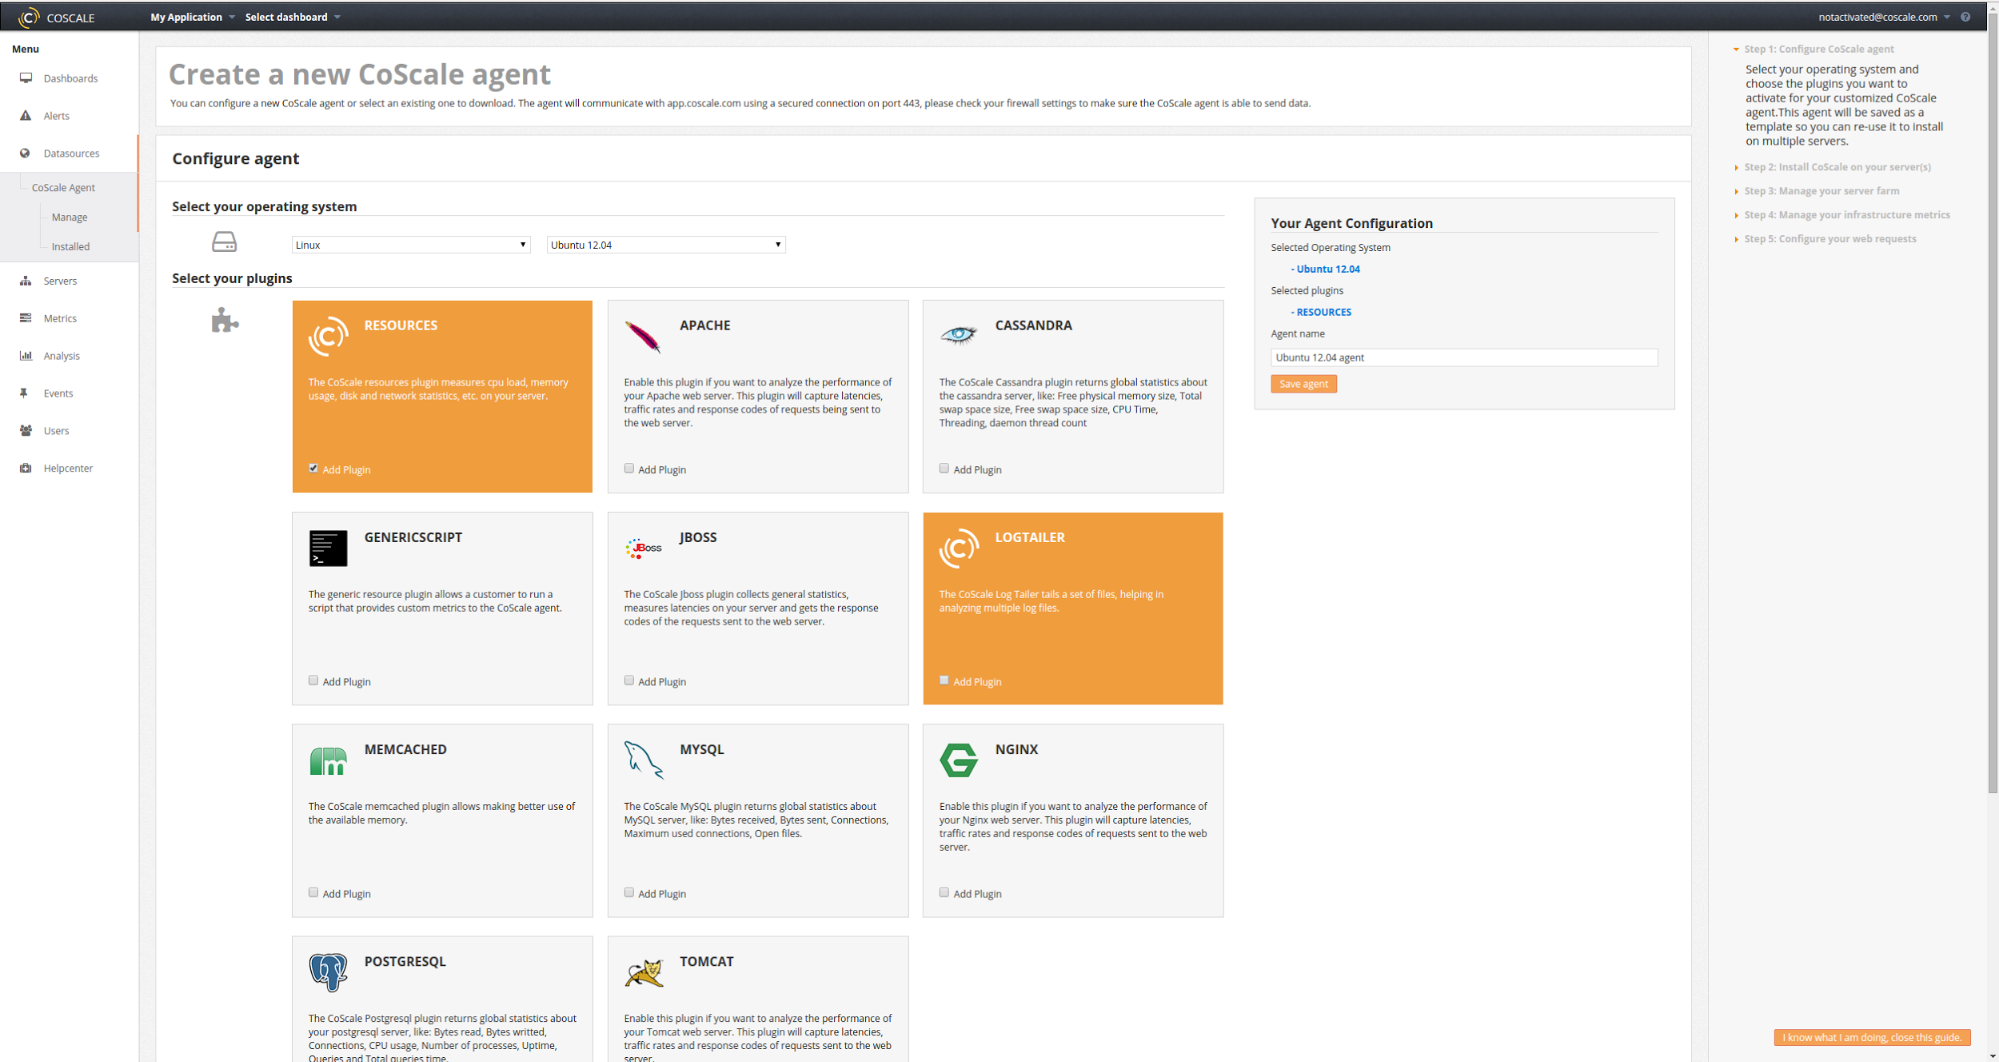 COSCALE
My Application
Select dashboard
notactivated@coscale.com
Menu
Dashboards
Alerts
Datasources
CoScale Agent
Manage
Installed
Servers
Metrics
Analysis
Events
Users
Helpcenter
Create a new CoScale agent
You can configure a new CoScale agent or select an existing one to download. The agent will communicate with app.coscale.com using a secured connection on port 443, please check your firewall settings to make sure the CoScale agent is able to send data.
Configure agent
Select your operating system
Linux
Ubuntu 12.04
Select your plugins
RESOURCES
The CoScale resources plugin measures cpu load, memory
usage, disk and network statistics, etc. on your server.
Add Plugin
APACHE
Enable this plugin if you want to analyze the performance of
your Apache web server. This plugin will capture latencies,
traffic rates and response codes of requests being sent to
the web server.
Add Plugin
CASSANDRA
The CoScale Cassandra plugin returns global statistics about
the cassandra server, like: Free physical memory size, Total
swap space size, Free swap space size, CPU Time,
Threading, daemon thread count
Add Plugin
GENERICSCRIPT
The generic resource plugin allows a customer to run a
script that provides custom metrics to the CoScale agent.
Add Plugin
JBoss
JBOSS
The CoScale Jboss plugin collects general statistics,
measures latencies on your server and gets the response
codes of the requests sent to the web server.
Add Plugin
LOGTAILER
The CoScale Log Tailer tails a set of files, helping in
analyzing multiple log files.
Add Plugin
MEMCACHED
The CoScale memcached plugin allows making better use of
the available memory.
Add Plugin
MYSQL
The CoScale MySQL plugin returns global statistics about
MySQL server, like: Bytes received, Bytes sent, Connections,
Maximum used connections, Open files.
Add Plugin
NGINX
Enable this plugin if you want to analyze the performance of
your Nginx web server. This plugin will capture latencies,
traffic rates and response codes of requests sent to the web
server.
Add Plugin
POSTGRESQL
The CoScale Postgresql plugin returns global statistics about
your postgresql server, like: Bytes read, Bytes writted,
Connections, CPU usage, Number of processes, Uptime,
Queries and Total queries time.
TOMCAT
Enable this plugin if you want to analyze the performance of
your Tomcat web server. This plugin will capture latencies,
traffic rates and response codes of requests sent to the web
server.
Your Agent Configuration
Selected Operating System
- Ubuntu 12.04
Selected plugins
- RESOURCES
Agent name
Ubuntu 12.04 agent
Save agent
Step 1: Configure CoScale agent
Select your operating system and
choose the plugins you want to
activate for your customized CoScale
agent.This agent will be saved as a
template so you can re-use it to install
on multiple servers.
Step 2: Install CoScale on your server(s)
Step 3: Manage your server farm
Step 4: Manage your infrastructure metrics
Step 5: Configure your web requests
I know what I am doing, close this guide.